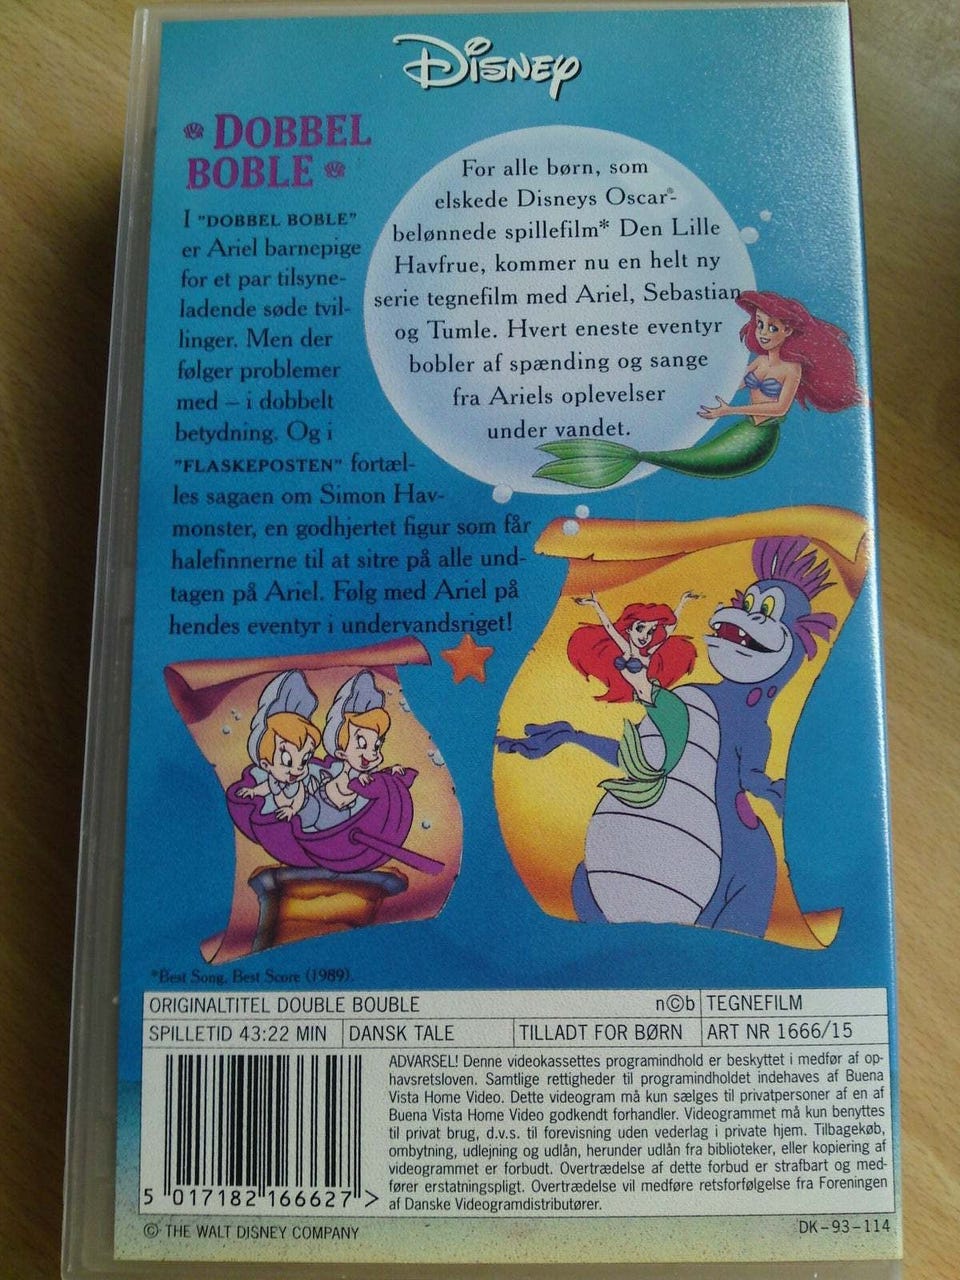 DISNEY
DOBBEL
BOBLE
I "DOBBEL BOBLE"
er Ariel barnepige
for et par tilsyne-
ladende søde tvil-
linger. Men der
følger problemer
med – i dobbelt
betydning. Og i
"FLASKEPOSTEN" fortæl-
les sagaen om Simon Hav-
monster, en godhjertet figur som får
halefinnerne til at sitre på alle und-
tagen på Ariel. Følg med Ariel på
hendes eventyr i undervandsriget!
For alle børn, som
elskede Disneys Oscar®-
belønnede spillefilm* Den Lille
Havfrue, kommer nu en helt ny
serie tegnefilm med Ariel, Sebastian
og Tumle. Hvert eneste eventyr
bobler af spænding og sange
fra Ariels oplevelser
under vandet.
*Best Song, Best Score (1989).
ORIGINALTITEL DOUBLE BOUBLE n©b TEGNEFILM
SPILLETID 43:22 MIN DANSK TALE TILLADT FOR BØRN ART NR 1666/15
ADVARSEL! Denne videokassettes programindhold er beskyttet i medfør af op-
havsretsloven. Samtlige rettigheder til programindholdet indehaves af Buena
Vista Home Video. Dette videogram må kun sælges til privatpersoner af en af
Buena Vista Home Video godkendt forhandler. Videogrammet må kun benyttes
til privat brug, d.v.s. til forevisning uden vederlag i private hjem. Tilbagekøb,
ombytning, udlejning og udlån, herunder udlån fra biblioteker, eller kopiering af
videogrammet er forbudt. Overtrædelse af dette forbud er strafbart og med-
fører erstatningspligt. Overtrædelse vil medføre retsforfølgelse fra Foreningen
af Danske Videogramdistributører.
5 017182 166627 >
© THE WALT DISNEY COMPANY
DK-93-114